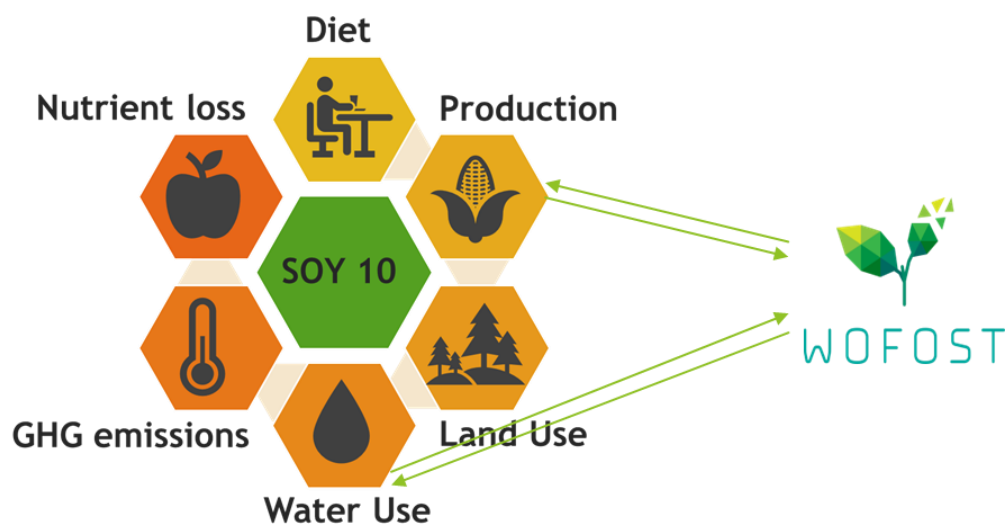 Diet
Nutrient loss
Production
SOY 10
WOFOST
GHG emissions
Land Use
Water Use